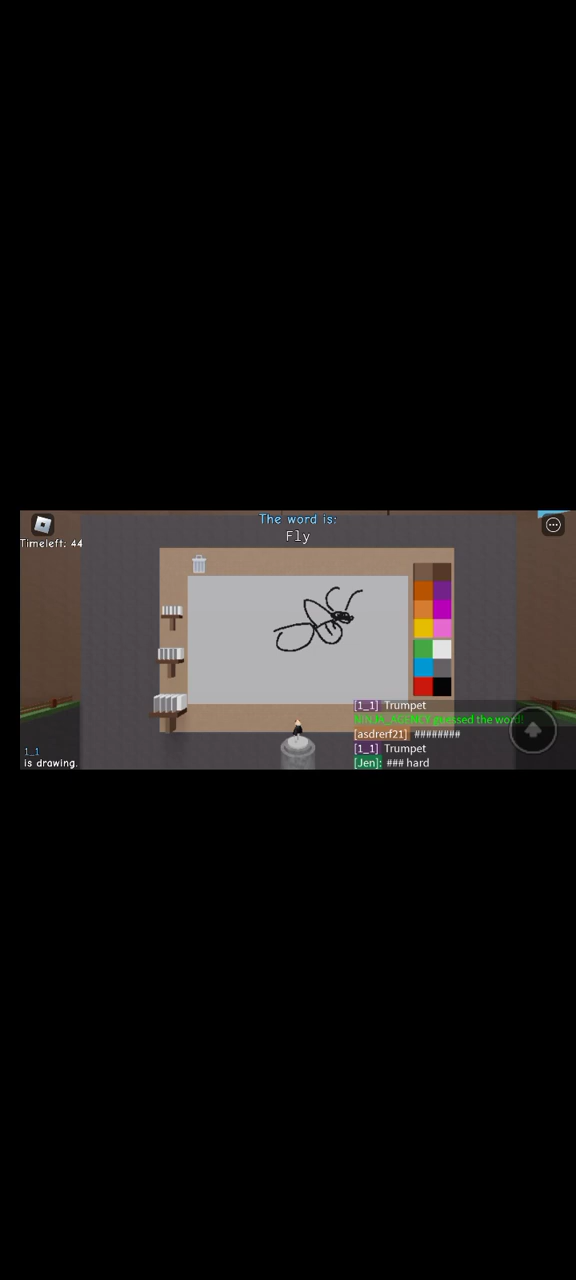 The word is:
Fly
Timeleft: 44
[1_1] Trumpet
NINJA_AGENCY guessed the word!
[asdrerf21] ########
[1_1] Trumpet
[Jen]: ### hard
1_1
is drawing.